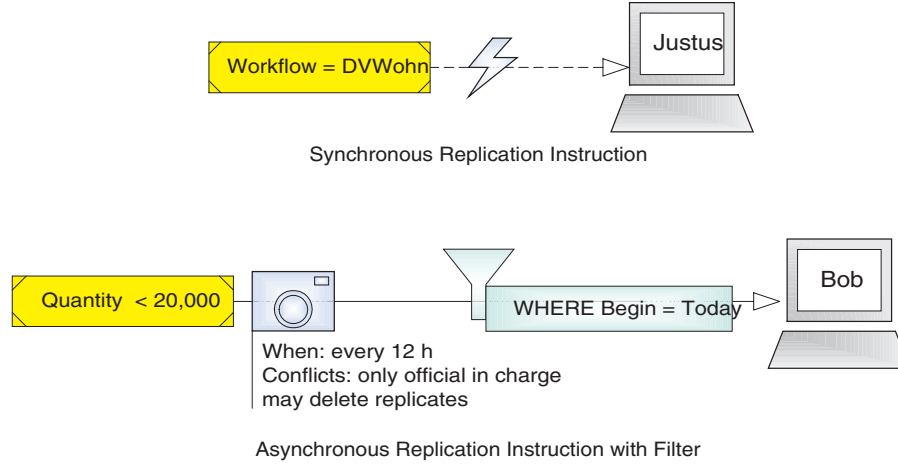 Justus
Workflow = DVWohn
Synchronous Replication Instruction
Bob
Quantity < 20,000
WHERE Begin = Today
When: every 12 h
Conflicts: only official in charge
may delete replicates
Asynchronous Replication Instruction with Filter